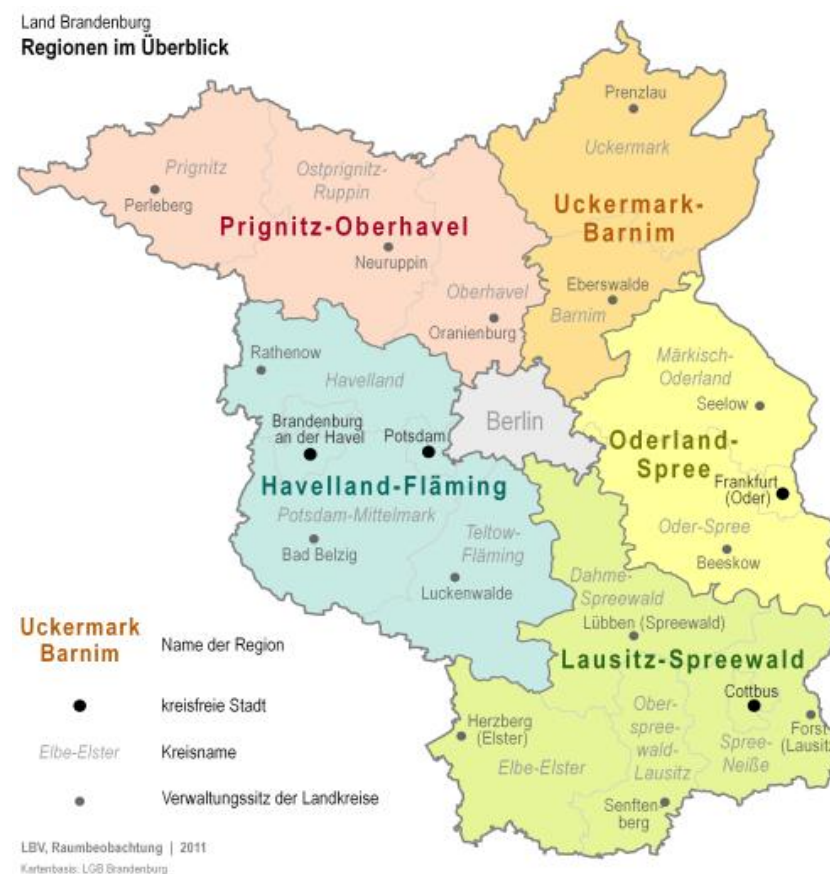 Land Brandenburg
Regionen im Überblick
Prenzlau
Uckermark
Prignitz
Ostprignitz-
Ruppin
Perleberg
Prignitz-Oberhavel
Uckermark-
Barnim
Neuruppin
Oberhavel
Eberswalde
Barnim
Oranienburg
Rathenow
Havelland
Märkisch-
Oderland
Seelow
Berlin
Brandenburg
an der Havel
Potsdam
Oderland-
Spree
Frankfurt
(Oder)
Havelland-Fläming
Potsdam-Mittelmark
Bad Belzig
Teltow-
Fläming
Luckenwalde
Oder-Spree
Beeskow
Dahme-
Spreewald
Lübben (Spreewald)
Lausitz-Spreewald
Cottbus
Forst
(Lausitz
Herzberg
(Elster)
Elbe-Elster
Ober-
spree-
wald-
Lausitz
Spree-
Neiße
Senften-
berg
Uckermark
Barnim
Name der Region
kreisfreie Stadt
Elbe-Elster
Kreisname
Verwaltungssitz der Landkreise
LBV, Raumbeobachtung | 2011
Kartenbasis: LGB Brandenburg